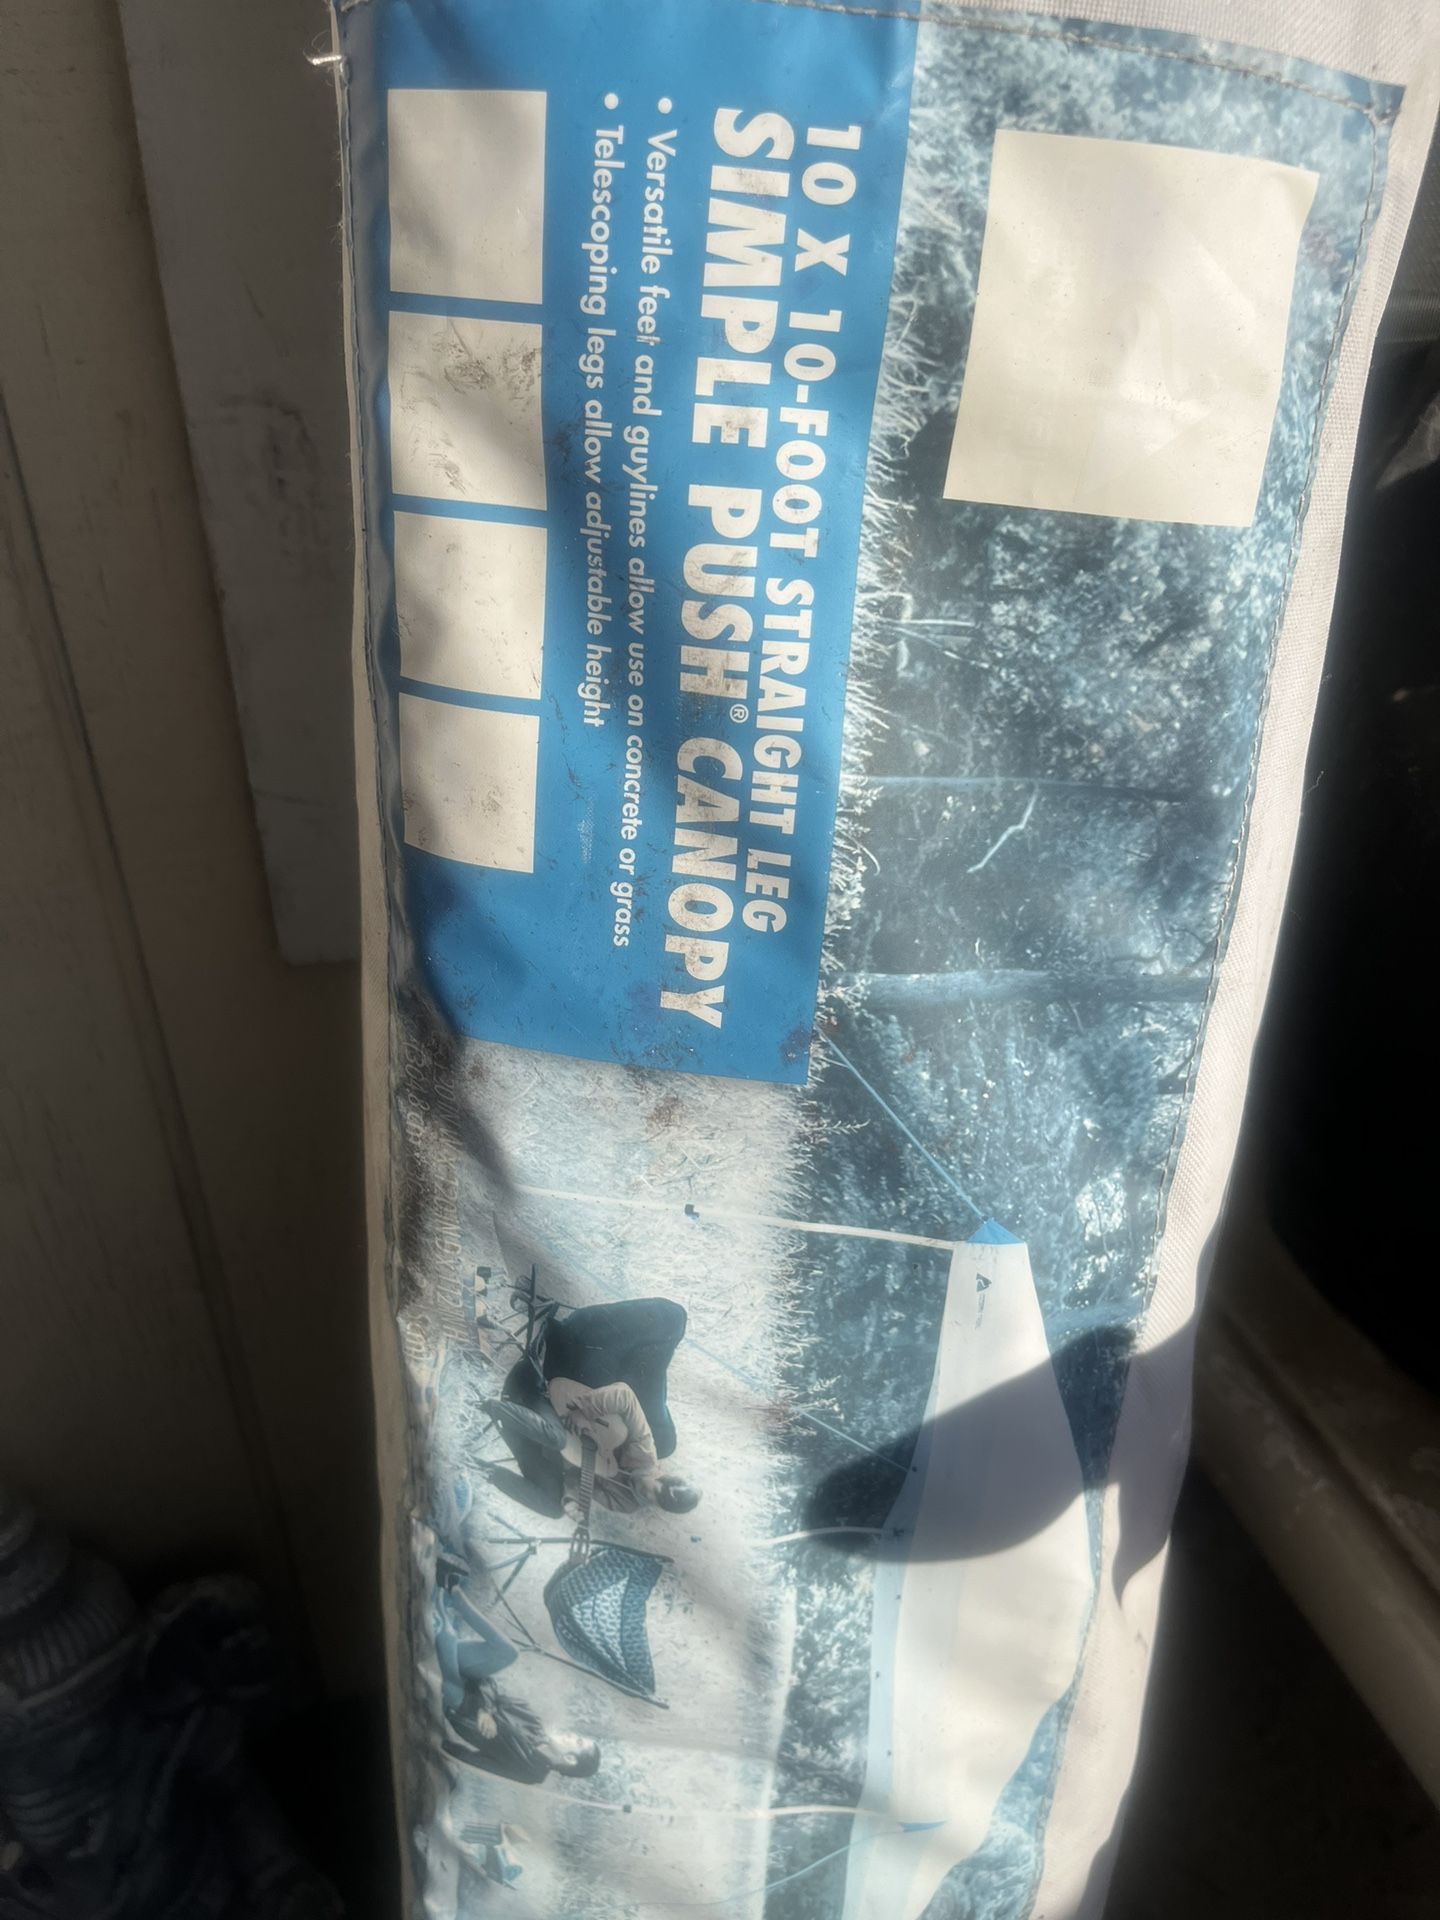 10 X 10-FOOT STRAIGHT LEG
SIMPLE PUSH® CANOPY
• Versatile feet and guylines allow use on concrete or grass
• Telescoping legs allow adjustable height